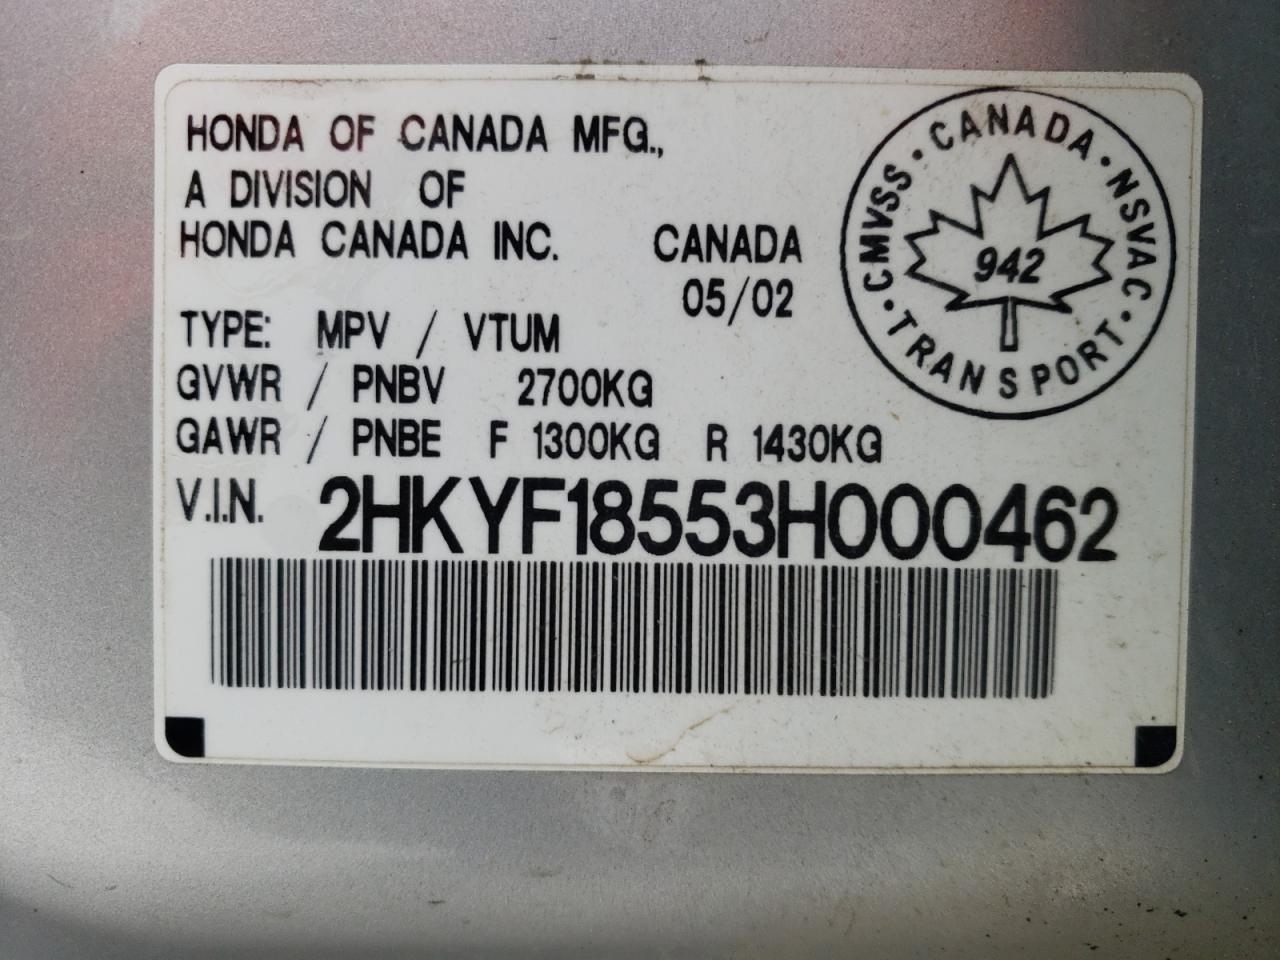 HONDA OF CANADA MFG.,
A DIVISION OF
HONDA CANADA INC. CANADA
05/02
TYPE: MPV / VTUM
GVWR / PNBV 2700KG
GAWR / PNBE F 1300KG R 1430KG
V.I.N. 2HKYF18553H000462
CMVSS • CANADA • NSVAC • TRANSPORT •
942